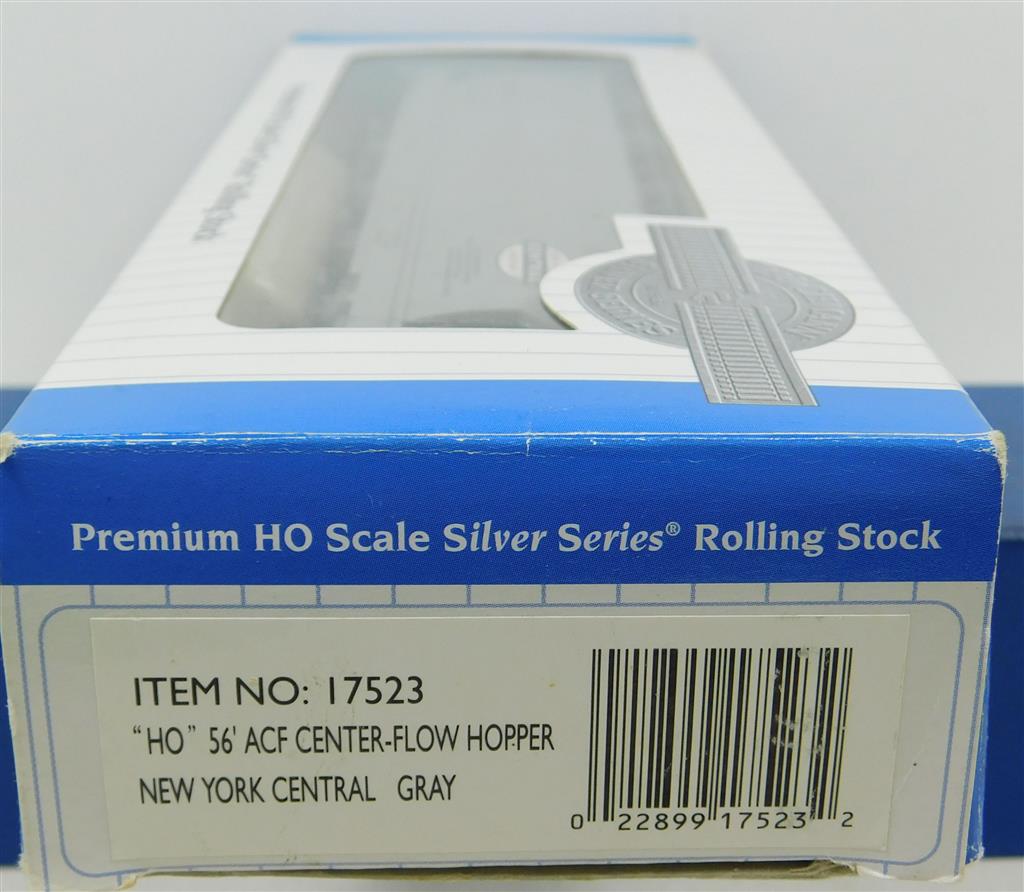 Premium HO Scale Silver Series® Rolling Stock
ITEM NO: 17523
"HO" 56' ACF CENTER-FLOW HOPPER
NEW YORK CENTRAL GRAY
0 22899 17523 2